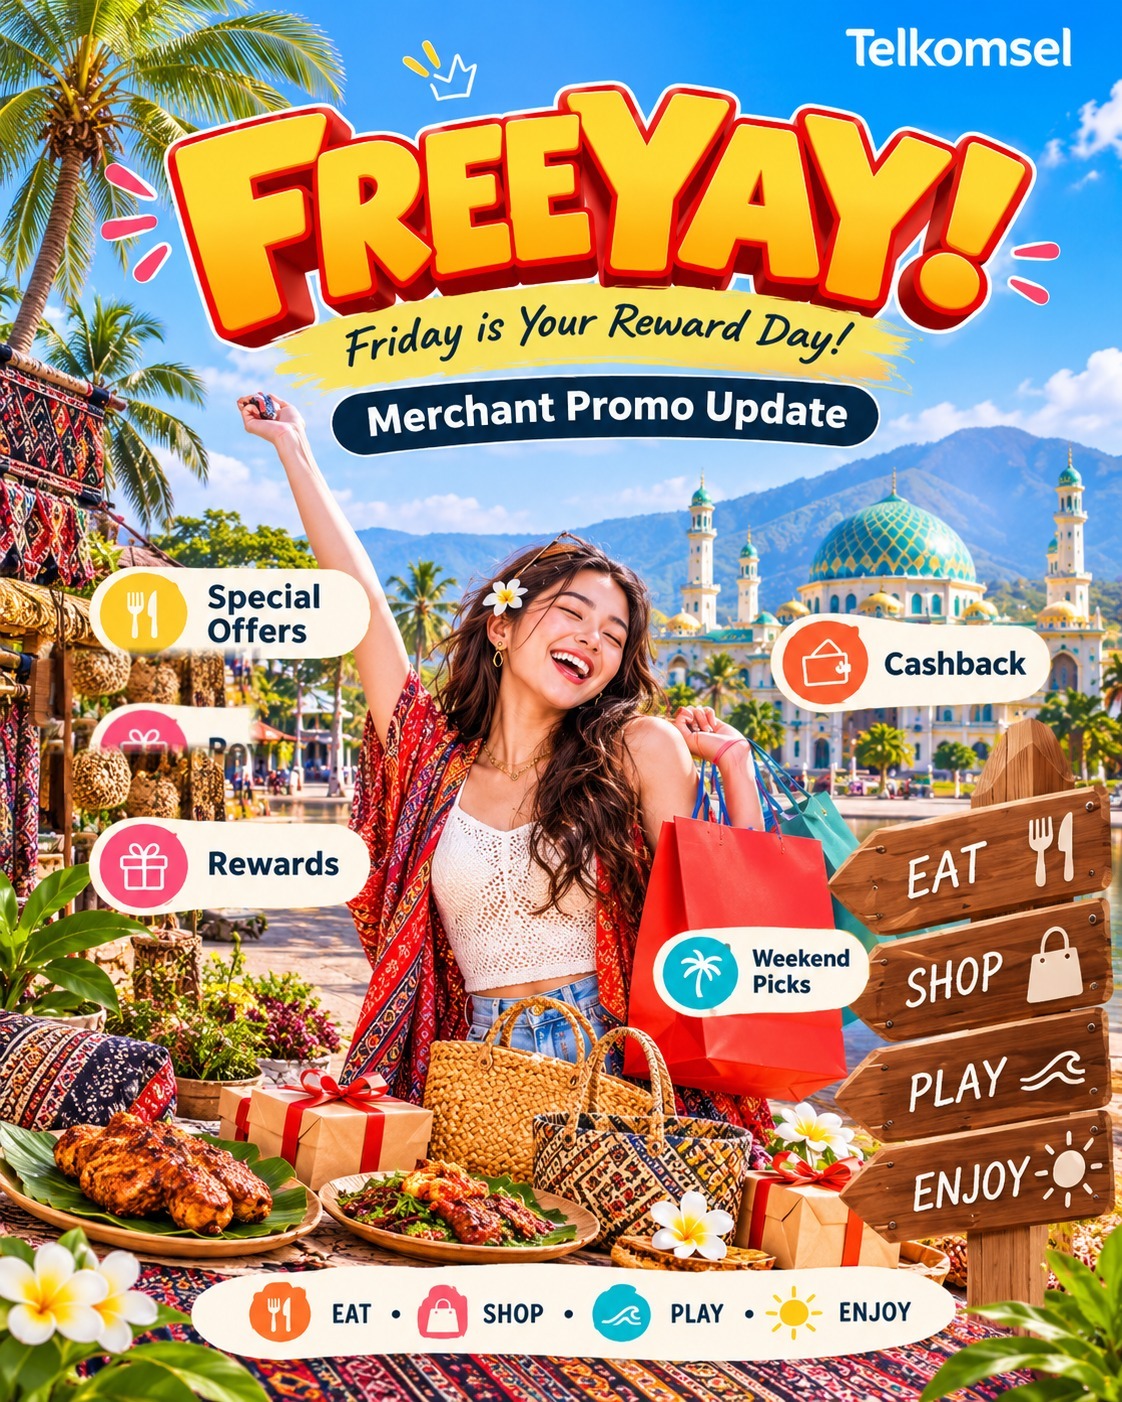 Telkomsel
FREEYAY!
Friday is Your Reward Day!
Merchant Promo Update
Special
Offers
Cashback
Rewards
Weekend
Picks
EAT
SHOP
PLAY
ENJOY
EAT • SHOP • PLAY • ENJOY